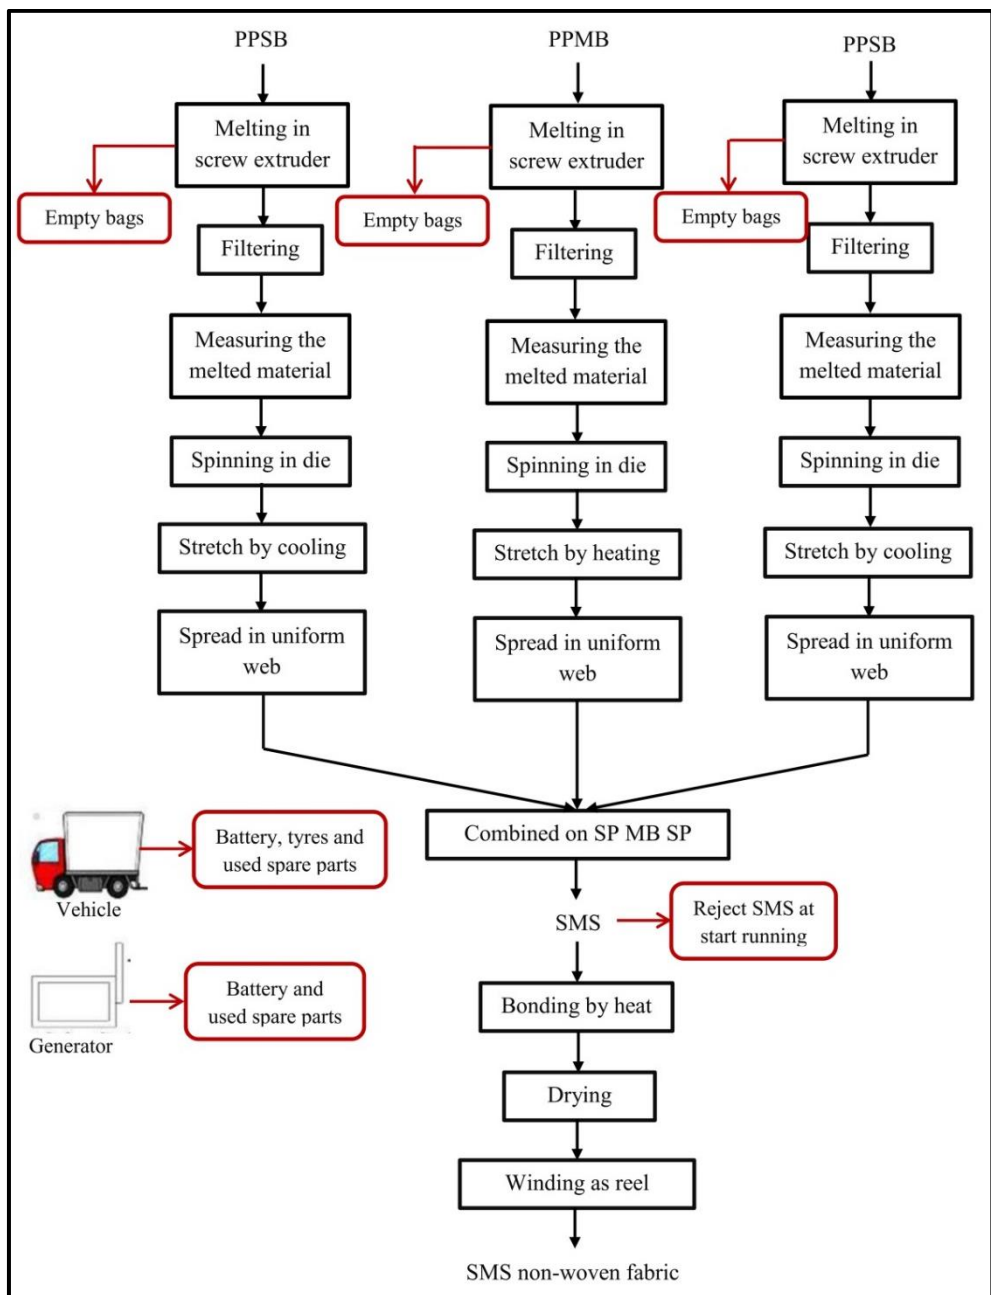 PPSB
PPMB
PPSB
Melting in
screw extruder
Melting in
screw extruder
Melting in
screw extruder
Empty bags
Empty bags
Empty bags
Filtering
Filtering
Filtering
Measuring the
melted material
Measuring the
melted material
Measuring the
melted material
Spinning in die
Spinning in die
Spinning in die
Stretch by cooling
Stretch by heating
Stretch by cooling
Spread in uniform
web
Spread in uniform
web
Spread in uniform
web
Combined on SP MB SP
Battery, tyres and
used spare parts
Vehicle
SMS
Reject SMS at
start running
Battery and
used spare parts
Generator
Bonding by heat
Drying
Winding as reel
SMS non-woven fabric